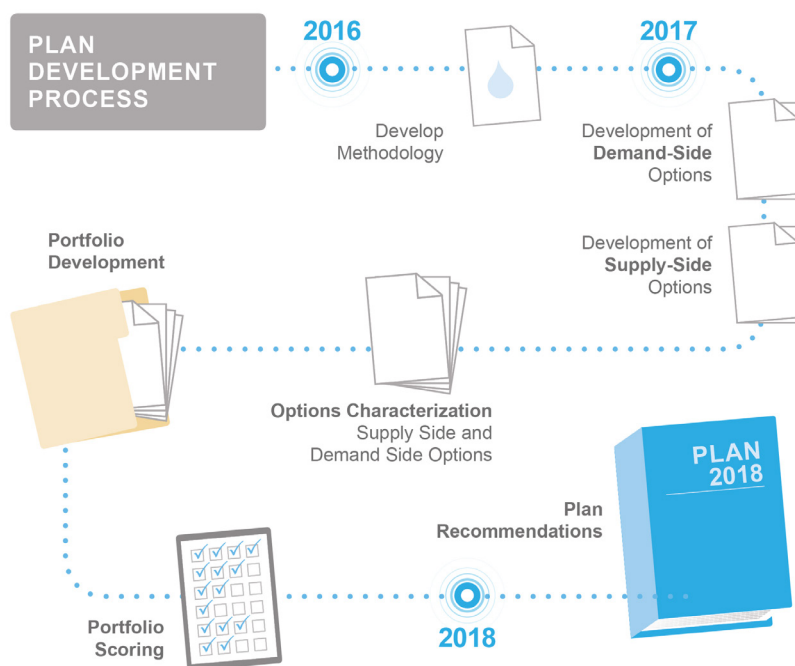 PLAN
DEVELOPMENT
PROCESS
2016
2017
Develop
Methodology
Development of
Demand-Side
Options
Development of
Supply-Side
Options
Portfolio
Development
Options Characterization
Supply Side and
Demand Side Options
PLAN
2018
Plan
Recommendations
2018
Portfolio
Scoring